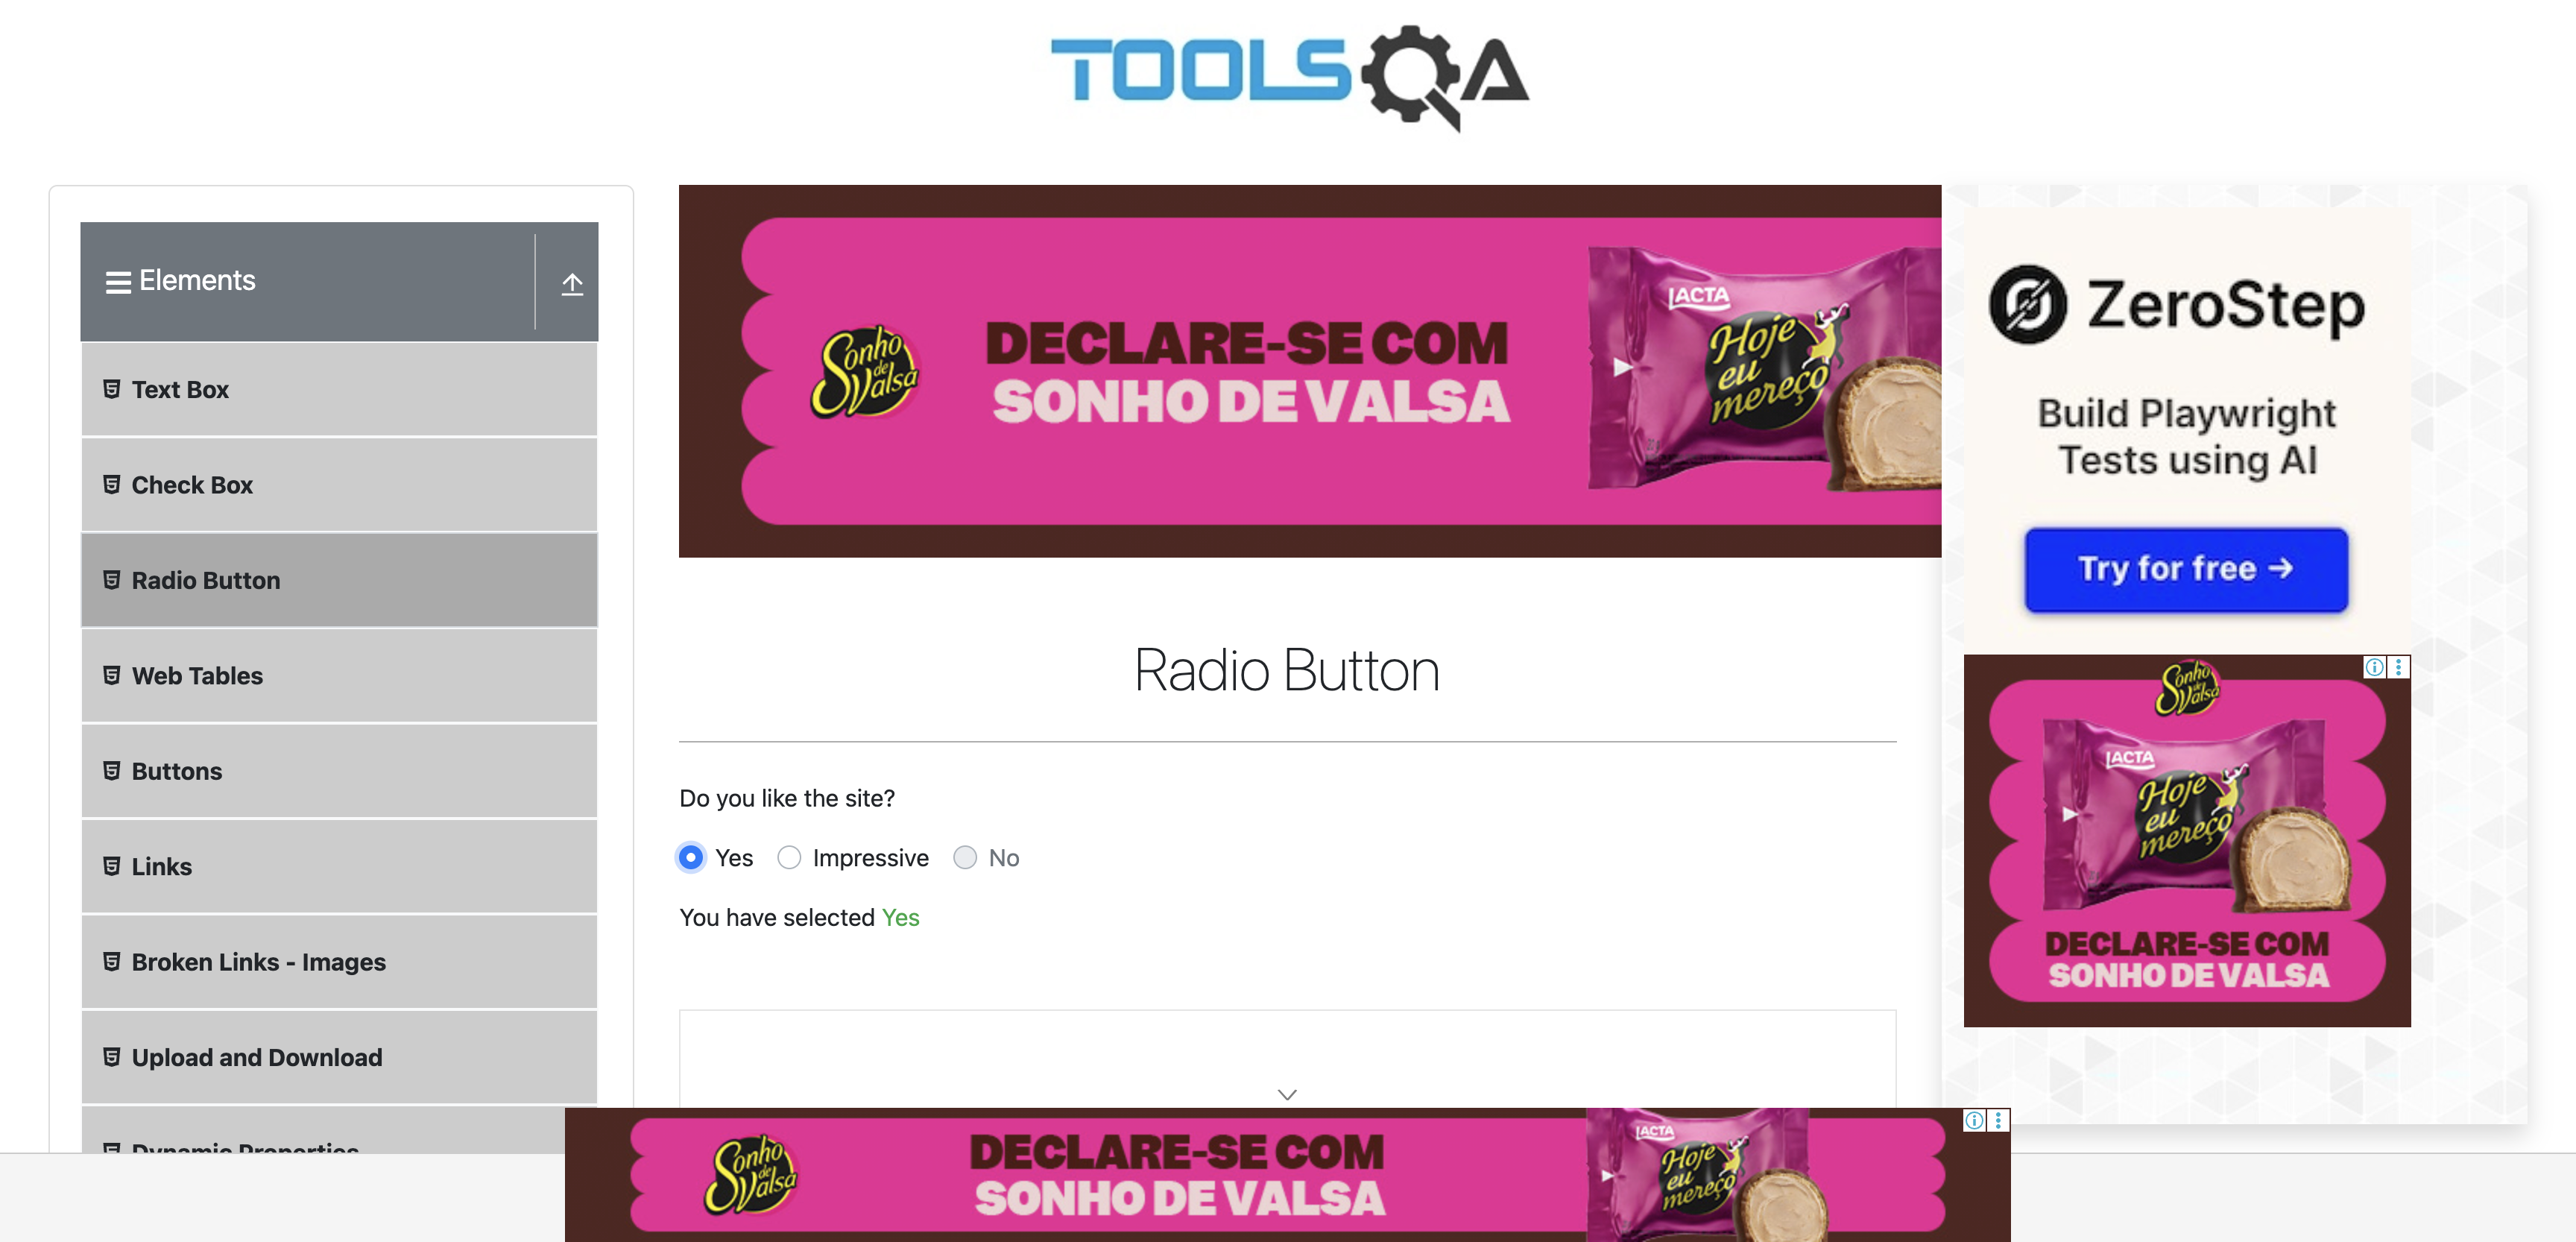 TOOLSQA
Elements
Text Box
Check Box
Radio Button
Web Tables
Buttons
Links
Broken Links - Images
Upload and Download
Dynamic Properties
Sonho de Valsa
DECLARE-SE COM
SONHO DE VALSA
LACTA
Hoje
eu
mereço
Radio Button
Do you like the site?
Yes
Impressive
No
You have selected Yes
ZeroStep
Build Playwright
Tests using AI
Try for free →
Sonho de Valsa
LACTA
Hoje
eu
mereço
DECLARE-SE COM
SONHO DE VALSA
Sonho de Valsa
DECLARE-SE COM
SONHO DE VALSA
LACTA
Hoje
eu
mereço